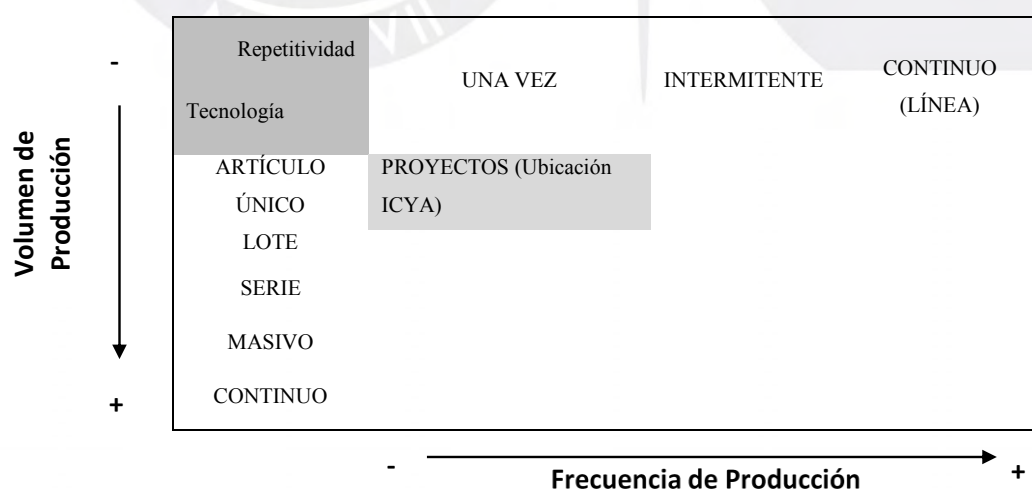 Repetitividad
Tecnología
UNA VEZ
INTERMITENTE
CONTINUO
(LÍNEA)
-
Volumen de
Producción
+
ARTÍCULO
ÚNICO
PROYECTOS (Ubicación
ICYA)
LOTE
SERIE
MASIVO
CONTINUO
-
Frecuencia de Producción
+